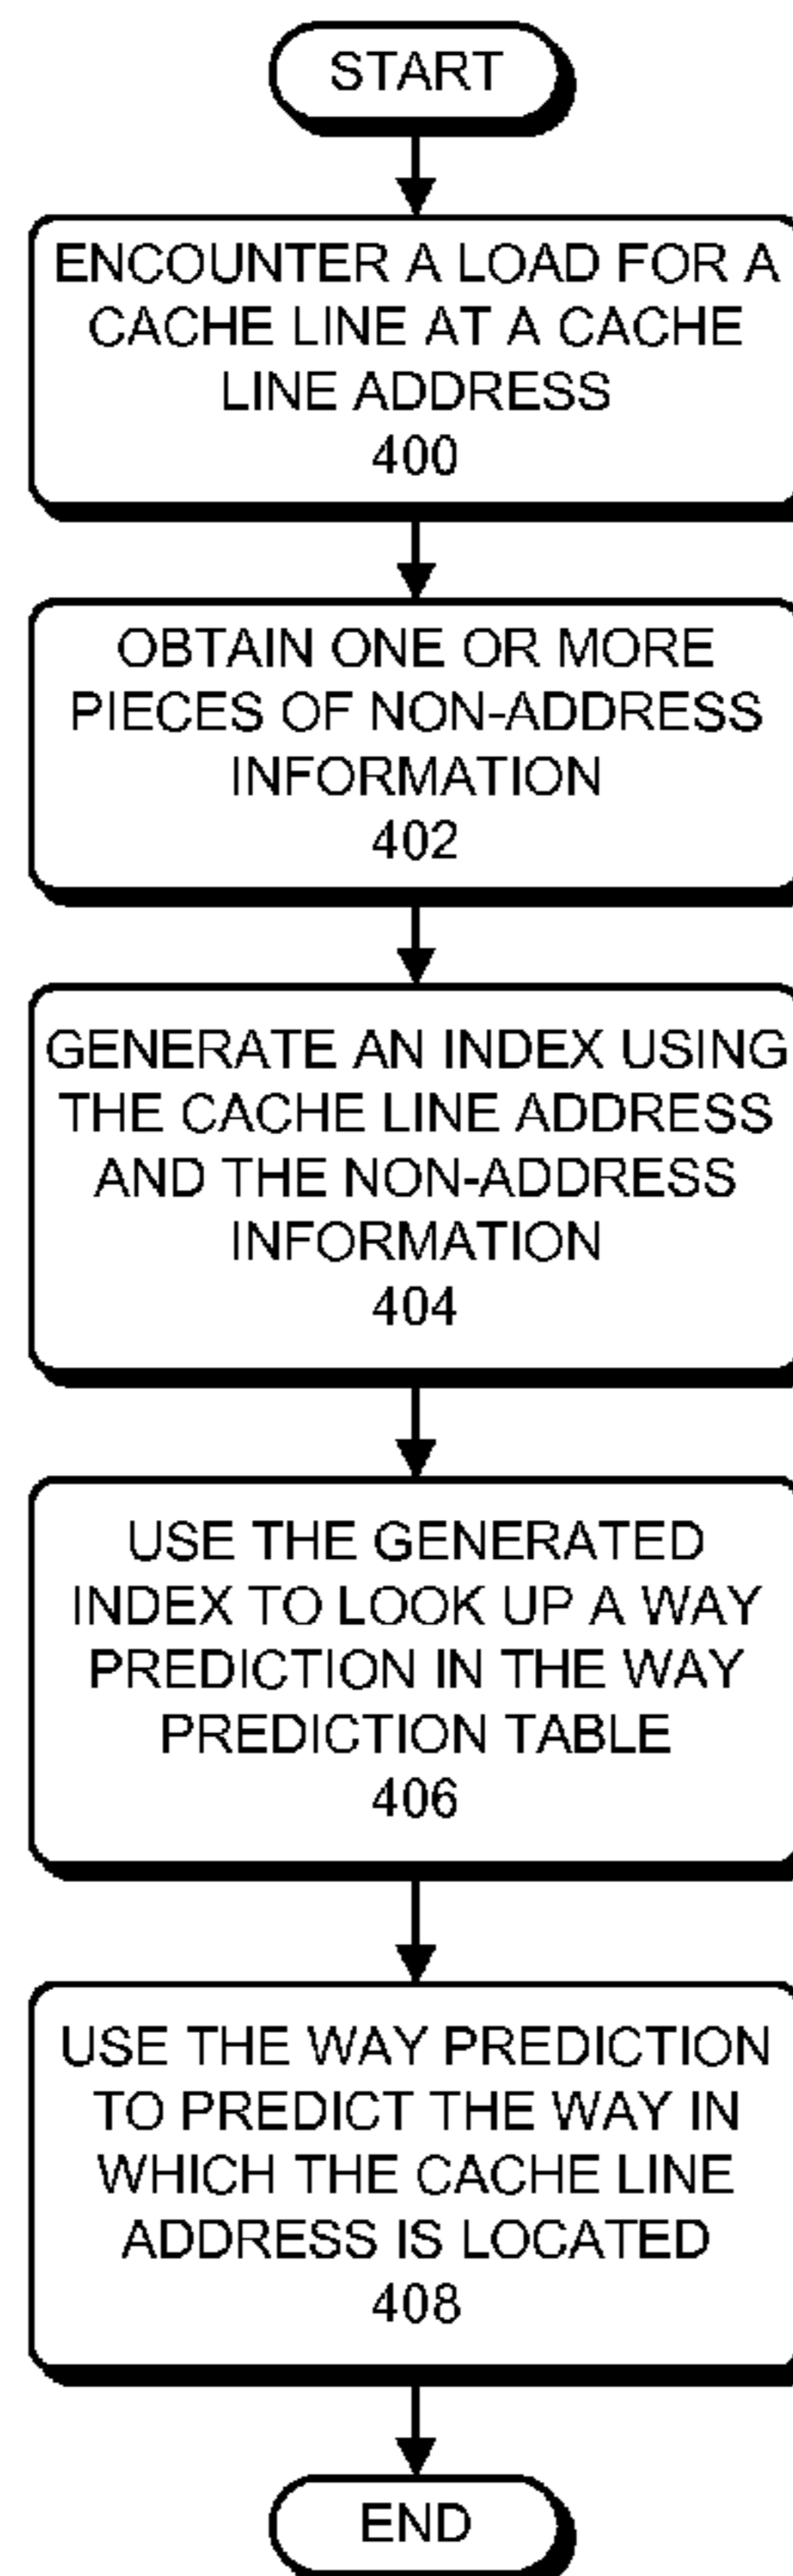 START
ENCOUNTER A LOAD FOR A
CACHE LINE AT A CACHE
LINE ADDRESS
400
OBTAIN ONE OR MORE
PIECES OF NON-ADDRESS
INFORMATION
402
GENERATE AN INDEX USING
THE CACHE LINE ADDRESS
AND THE NON-ADDRESS
INFORMATION
404
USE THE GENERATED
INDEX TO LOOK UP A WAY
PREDICTION IN THE WAY
PREDICTION TABLE
406
USE THE WAY PREDICTION
TO PREDICT THE WAY IN
WHICH THE CACHE LINE
ADDRESS IS LOCATED
408
END